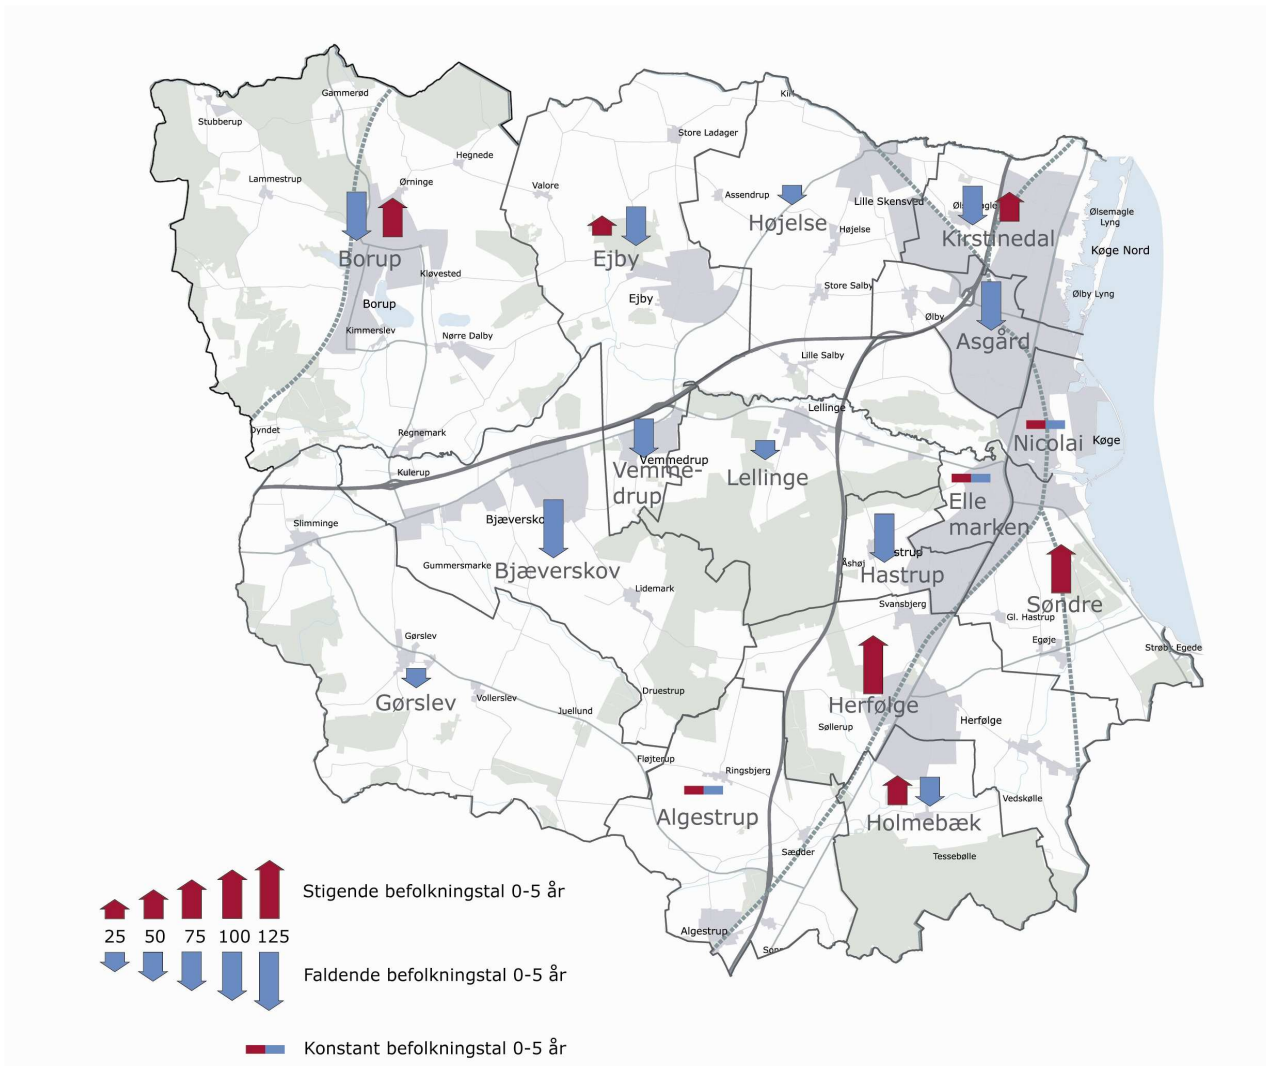 Gammerød
Stubberup
Hegnede
Lammestrup
Ørninge
Borup
Kløvested
Borup
Kimmerslev
Nørre Dalby
Dyndet
Regnemark
Kulerup
Store Ladager
Valore
Ejby
Ejby
Assendrup
Højelse
Højelse
Lille Skensved
Store Salby
Lille Salby
Ølby
Kirstinedal
Ølsemagle
Lyng
Køge Nord
Ølby Lyng
Asgård
Nicolai
Køge
Lellinge
Lellinge
Vemmedrup
Vemme-
drup
Elle
marken
Slimminge
Bjæverskov
Gummersmarke
Lidemark
Åshøj
Hastrup
Svansbjerg
Søndre
Gl. Hastrup
Egøje
Strøby Egede
Gørslev
Gørslev
Vollerslev
Juellund
Druestrup
Herfølge
Herfølge
Søllerup
Fløjterup
Ringsbjerg
Algestrup
Vedskølle
Holmebæk
Tessebølle
Sædder
Algestrup
25 50 75 100 125
Stigende befolkningstal 0-5 år
Faldende befolkningstal 0-5 år
Konstant befolkningstal 0-5 år